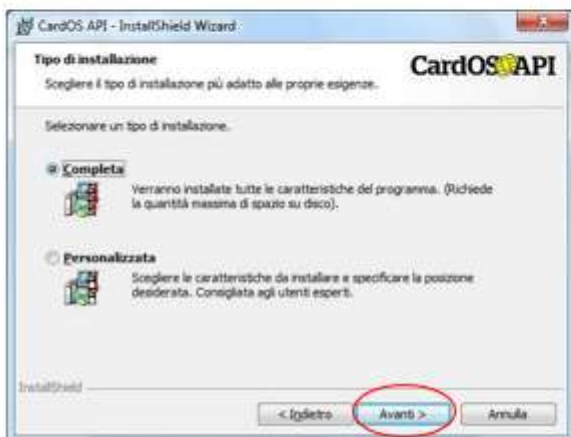 CardOS API - InstallShield Wizard
Tipo di installazione
Scegliere il tipo di installazione più adatto alle proprie esigenze.
CardOS API
Selezionare un tipo di installazione.
Completa
Verranno installate tutte le caratteristiche del programma. (Richiede
la quantità massima di spazio su disco).
Personalizzata
Scegliere le caratteristiche da installare e specificare la posizione
desiderata. Consigliata agli utenti esperti.
InstallShield
< Indietro Avanti > Annulla